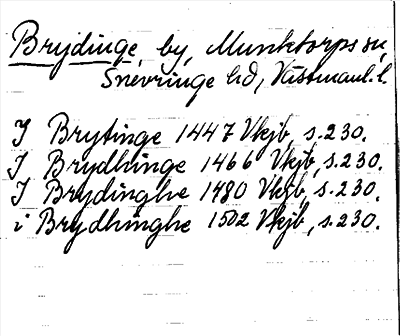 Brydinge, by, Munktorps sn,
Snevringe hd, Västmanl. l.
J Brytinge 1447 Vkjb, s. 230.
J Brydhinge 1466 Vkjb, s. 230.
J Brydinghe 1480 Vkjb, s. 230.
i Brydhinghe 1502 Vkjb, s. 230.